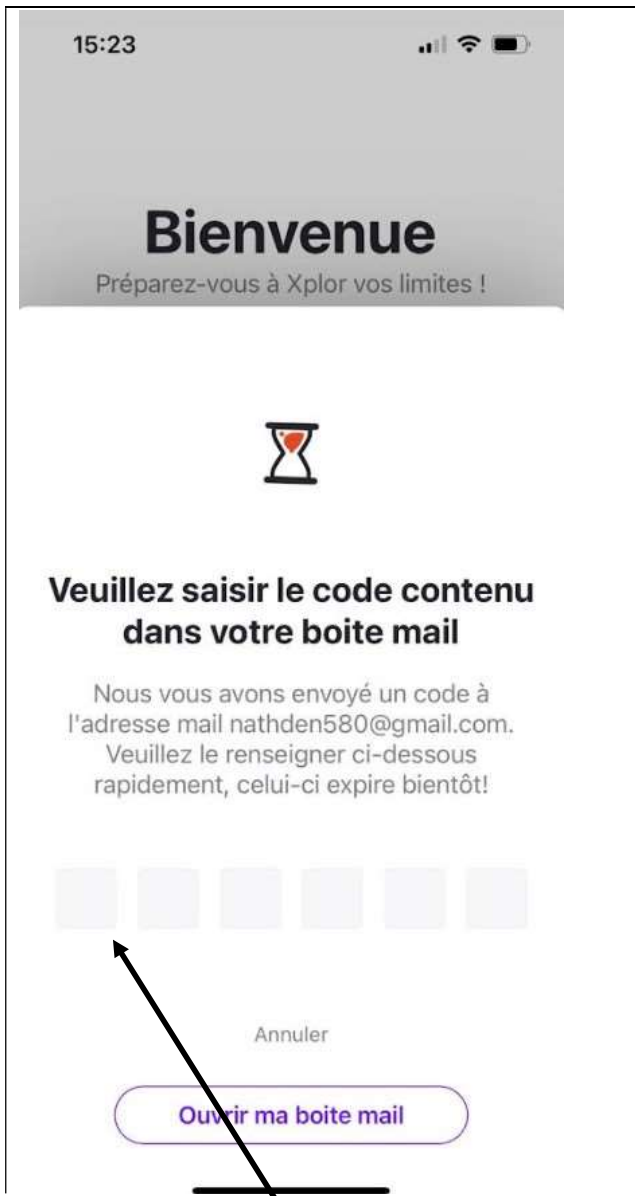 15:23
Bienvenue
Préparez-vous à Xplor vos limites !
Veuillez saisir le code contenu
dans votre boite mail
Nous vous avons envoyé un code à
l'adresse mail nathden580@gmail.com.
Veuillez le renseigner ci-dessous
rapidement, celui-ci expire bientôt!
Annuler
Ouvrir ma boite mail